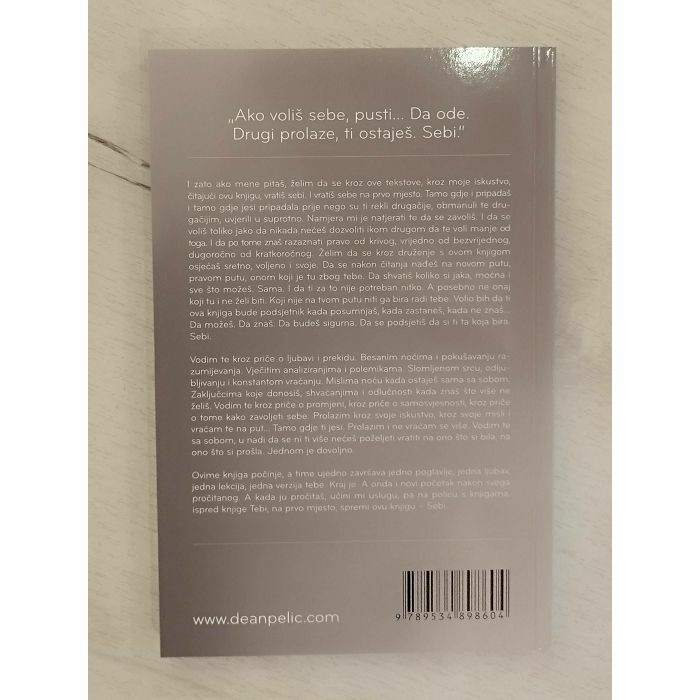 „Ako voliš sebe, pusti... Da ode.
Drugi prolaze, ti ostaješ. Sebi.”
I zato ako mene pitaš, želim da se kroz ove tekstove, kroz moje iskustvo,
čitajući ovu knjigu, vratiš sebi. I vratiš sebe na prvo mjesto. Tamo gdje i pripadaš
i tamo gdje jesi pripadala prije nego su ti rekli drugačije, obmanuli te dru-
gačijim, uvjerili u suprotno. Namjera mi je natjerati te da se zavoliš. I da se
voliš toliko jako da nikada nećeš dozvoliti ikom drugom da te voli manje od
toga. I da po tome znaš razaznati pravo od krivog, vrijedno od bezvrijednog,
dugoročno od kratkoročnog. Želim da se kroz druženje s ovom knjigom
osjećaš sretno, voljeno i svoje. Da se nakon čitanja nađeš na novom putu,
pravom putu, onom koji je tu zbog tebe. Da shvatiš koliko si jaka, moćna i
sve što možeš. Sama. I da ti za to nije potreban nitko. A posebno ne onaj
koji tu i ne želi biti. Koji nije na tvom putu niti ga bira radi tebe. Volio bih da ti
ova knjiga bude podsjetnik kada posumnjaš, kada zastaneš, kada ne znaš...
Da možeš. Da znaš. Da budeš sigurna. Da se podsjetiš da si ti ta koja bira.
Sebi.
Vodim te kroz priče o ljubavi i prekidu. Besanim noćima i pokušavanju ra-
zumijevanja. Vječitim analiziranjima i polemikama. Slomljenom srcu, odlju-
bljivanju i konstantom vraćanju. Mislima noću kada ostaješ sama sa sobom.
Zaključcima koje donosiš, shvaćanjima i odlučnosti kada znaš što više ne
želiš. Vodim te kroz priče o promjeni, kroz priče o samosvjesnosti, kroz priče
o tome kako zavoljeti sebe. Prolazim kroz svoje iskustvo, kroz svoje misli i
vraćam te na put... Tamo gdje ti jesi. Prolazim i ne vraćam se više. Vodim te
sa sobom, u nadi da se ni ti više nećeš poželjeti vratiti na ono što si bila, na
ono što si prošla. Jednom je dovoljno.
Ovime knjiga počinje, a time ujedno završava jedno poglavlje, jedna ljubav,
jedna lekcija, jedna verzija tebe. Kraj je. A onda i novi početak nakon svega
pročitanog. A kada ju pročitaš, učini mi uslugu, pa na policu s knjigama,
ispred knjige Tebi, na prvo mjesto, spremi ovu knjigu – Sebi.
www.deanpelic.com
9 789534 898604